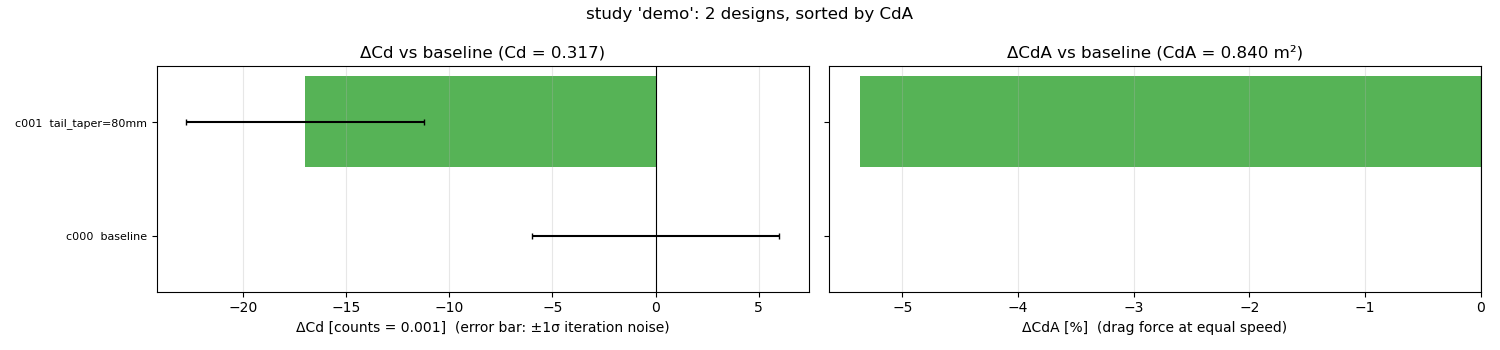 study 'demo': 2 designs, sorted by CdA
ΔCd vs baseline (Cd = 0.317)
c001  tail_taper=80mm
c000  baseline
−20 −15 −10 −5 0 5
ΔCd [counts = 0.001]  (error bar: ±1σ iteration noise)
ΔCdA vs baseline (CdA = 0.840 m²)
−5 −4 −3 −2 −1 0
ΔCdA [%]  (drag force at equal speed)